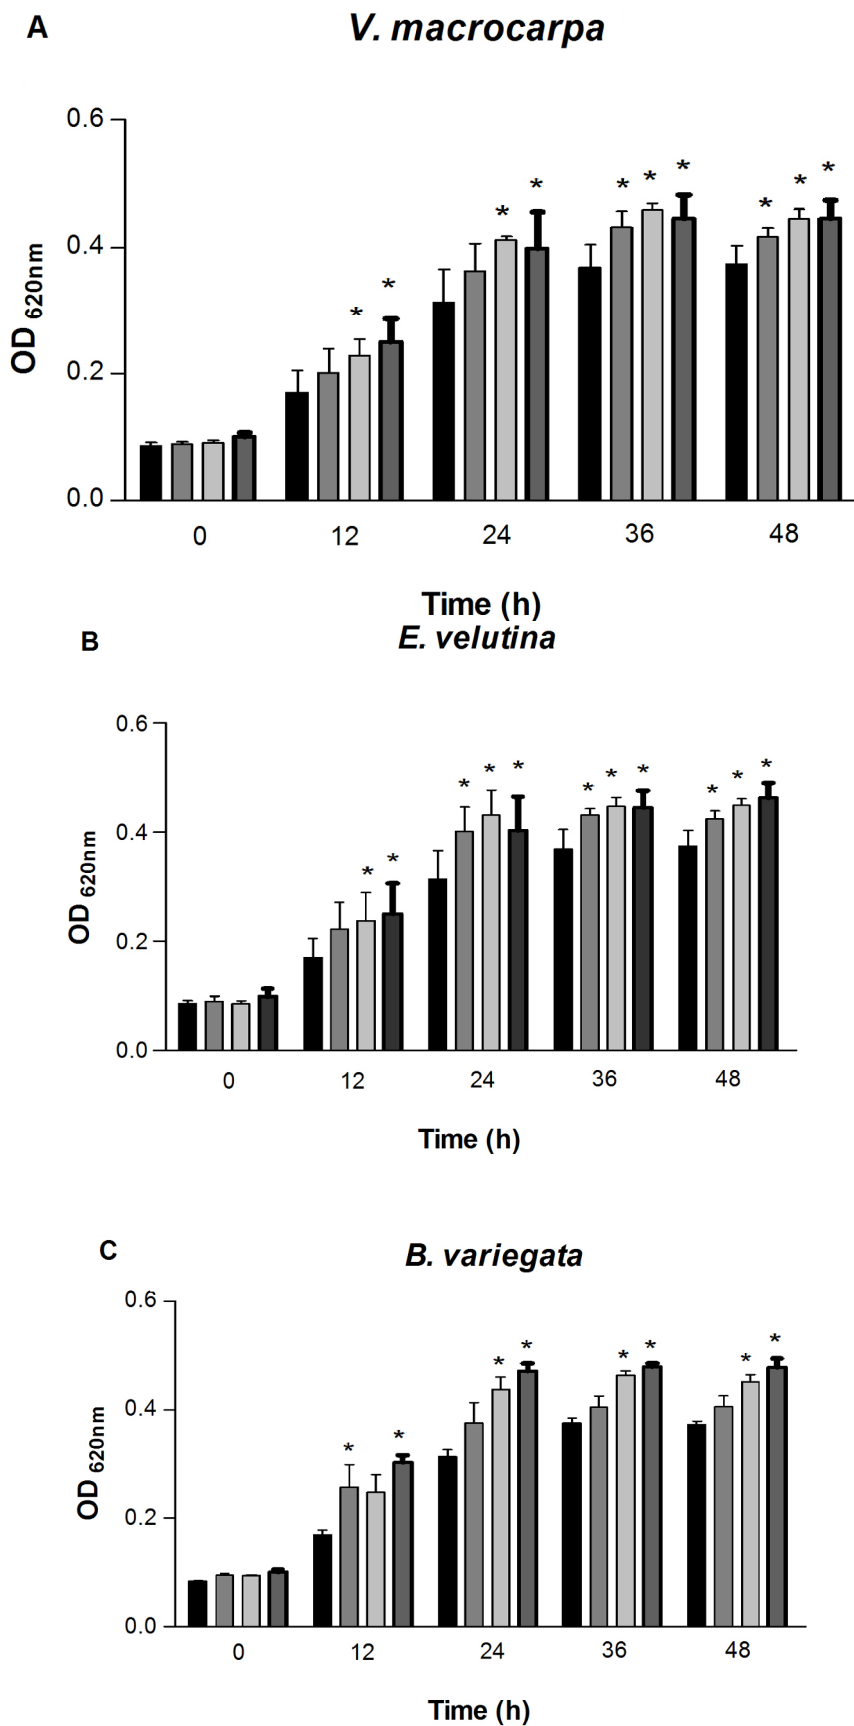 A
V. macrocarpa
0.6
0.4
0.2
0.0
OD 620nm
* * * * * * * * * *
0 12 24 36 48
Time (h)
B
E. velutina
0.6
0.4
0.2
0.0
OD 620nm
* * * * * * * * * * *
0 12 24 36 48
Time (h)
C
B. variegata
0.6
0.4
0.2
0.0
OD 620nm
* * * * * * * *
0 12 24 36 48
Time (h)